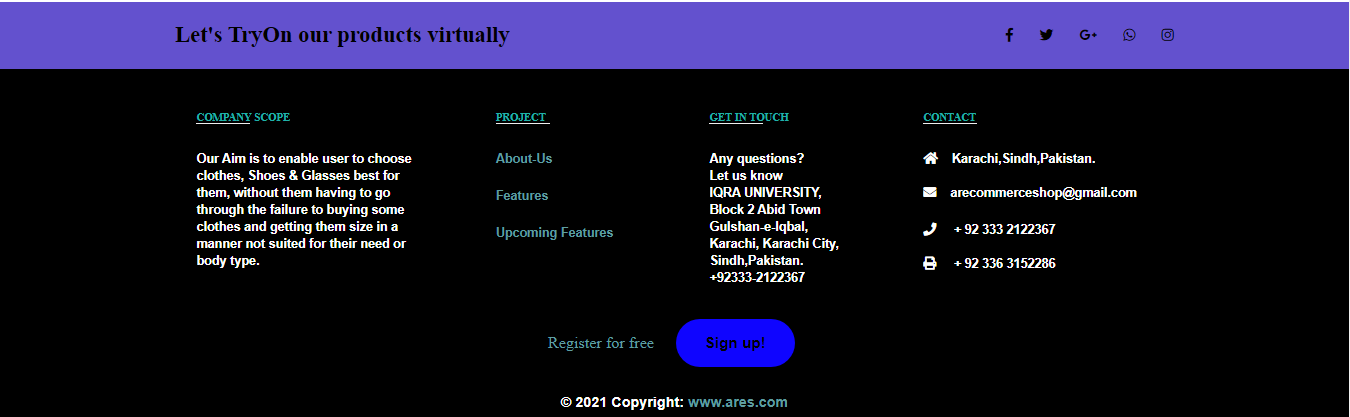 Let's TryOn our products virtually
COMPANY SCOPE
Our Aim is to enable user to choose
clothes, Shoes & Glasses best for
them, without them having to go
through the failure to buying some
clothes and getting them size in a
manner not suited for their need or
body type.
PROJECT
About-Us
Features
Upcoming Features
GET IN TOUCH
Any questions?
Let us know
IQRA UNIVERSITY,
Block 2 Abid Town
Gulshan-e-Iqbal,
Karachi, Karachi City,
Sindh,Pakistan.
+92333-2122367
CONTACT
Karachi,Sindh,Pakistan.
arecommerceshop@gmail.com
+ 92 333 2122367
+ 92 336 3152286
Register for free Sign up!
© 2021 Copyright: www.ares.com